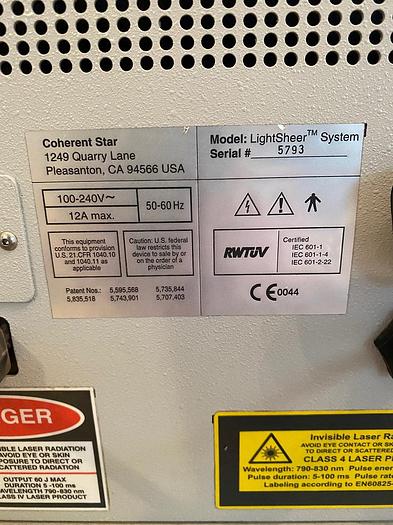 Coherent Star
1249 Quarry Lane
Pleasanton, CA 94566 USA
Model: LightSheer™ System
Serial # 5793
100-240V~
12A max.
50-60 Hz
This equipment
conforms to provision
U.S. 21.CFR 1040.10
and 1040.11 as
applicable
Caution: U.S. federal
law restricts this
device to sale by or
on the order of a
physician
RWTÜV
Certified
IEC 601-1
IEC 601-1-4
IEC 601-2-22
Patent Nos.: 5,595,568 5,735,844
5,835,518 5,743,901 5,707,403
CE 0044
GER
BLE LASER RADIATION
AVOID EYE OR SKIN
POSURE TO DIRECT OR
CATTERED RADIATION
OUTPUT 60 J MAX
DURATION 5 -100 ms
AVELENGTH 790-830 nm
LASS IV LASER PRODUCT
Invisible Laser Ra
AVOID EYE CONTACT OR SK
TO DIRECT OR SCATTERE
CLASS 4 LASER P
Wavelength: 790-830 nm Pulse ener
Pulse duration: 5-100 ms Pulse rate
Labeling according to EN60825